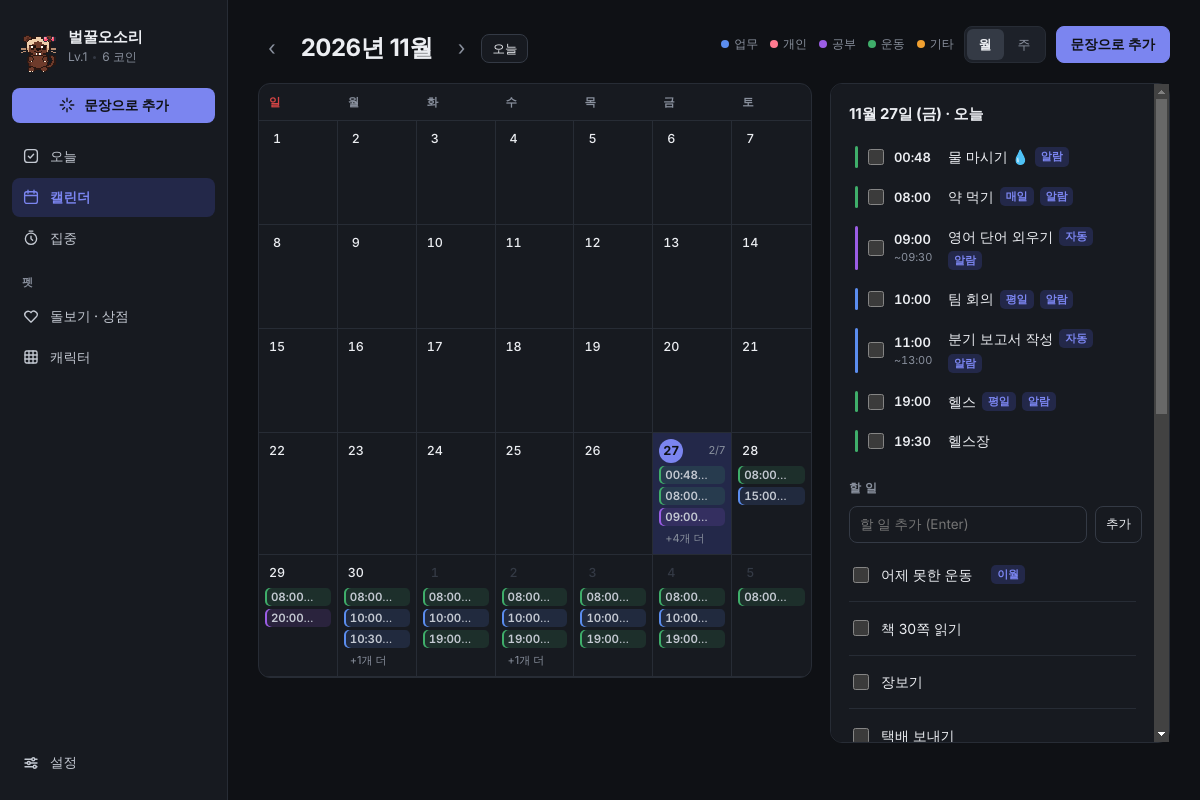 벌꿀오소리
Lv.1 · 6 코인
문장으로 추가
오늘
캘린더
집중
펫
돌보기 · 상점
캐릭터
설정
2026년 11월
오늘
업무 개인 공부 운동 기타
월 주
문장으로 추가
일 월 화 수 목 금 토
1 2 3 4 5 6 7
8 9 10 11 12 13 14
15 16 17 18 19 20 21
22 23 24 25 26 27 2/7 28
00:48... 08:00...
08:00... 15:00...
09:00...
+4개 더
29 30 1 2 3 4 5
08:00... 08:00... 08:00... 08:00... 08:00... 08:00... 08:00...
20:00... 10:00... 10:00... 10:00... 10:00... 10:00...
10:30... 19:00... 19:00... 19:00... 19:00...
+1개 더 +1개 더
11월 27일 (금) · 오늘
00:48 물 마시기 💧 알람
08:00 약 먹기 매일 알람
09:00 영어 단어 외우기 자동
~09:30 알람
10:00 팀 회의 평일 알람
11:00 분기 보고서 작성 자동
~13:00 알람
19:00 헬스 평일 알람
19:30 헬스장
할 일
할 일 추가 (Enter) 추가
어제 못한 운동 이월
책 30쪽 읽기
장보기
택배 보내기